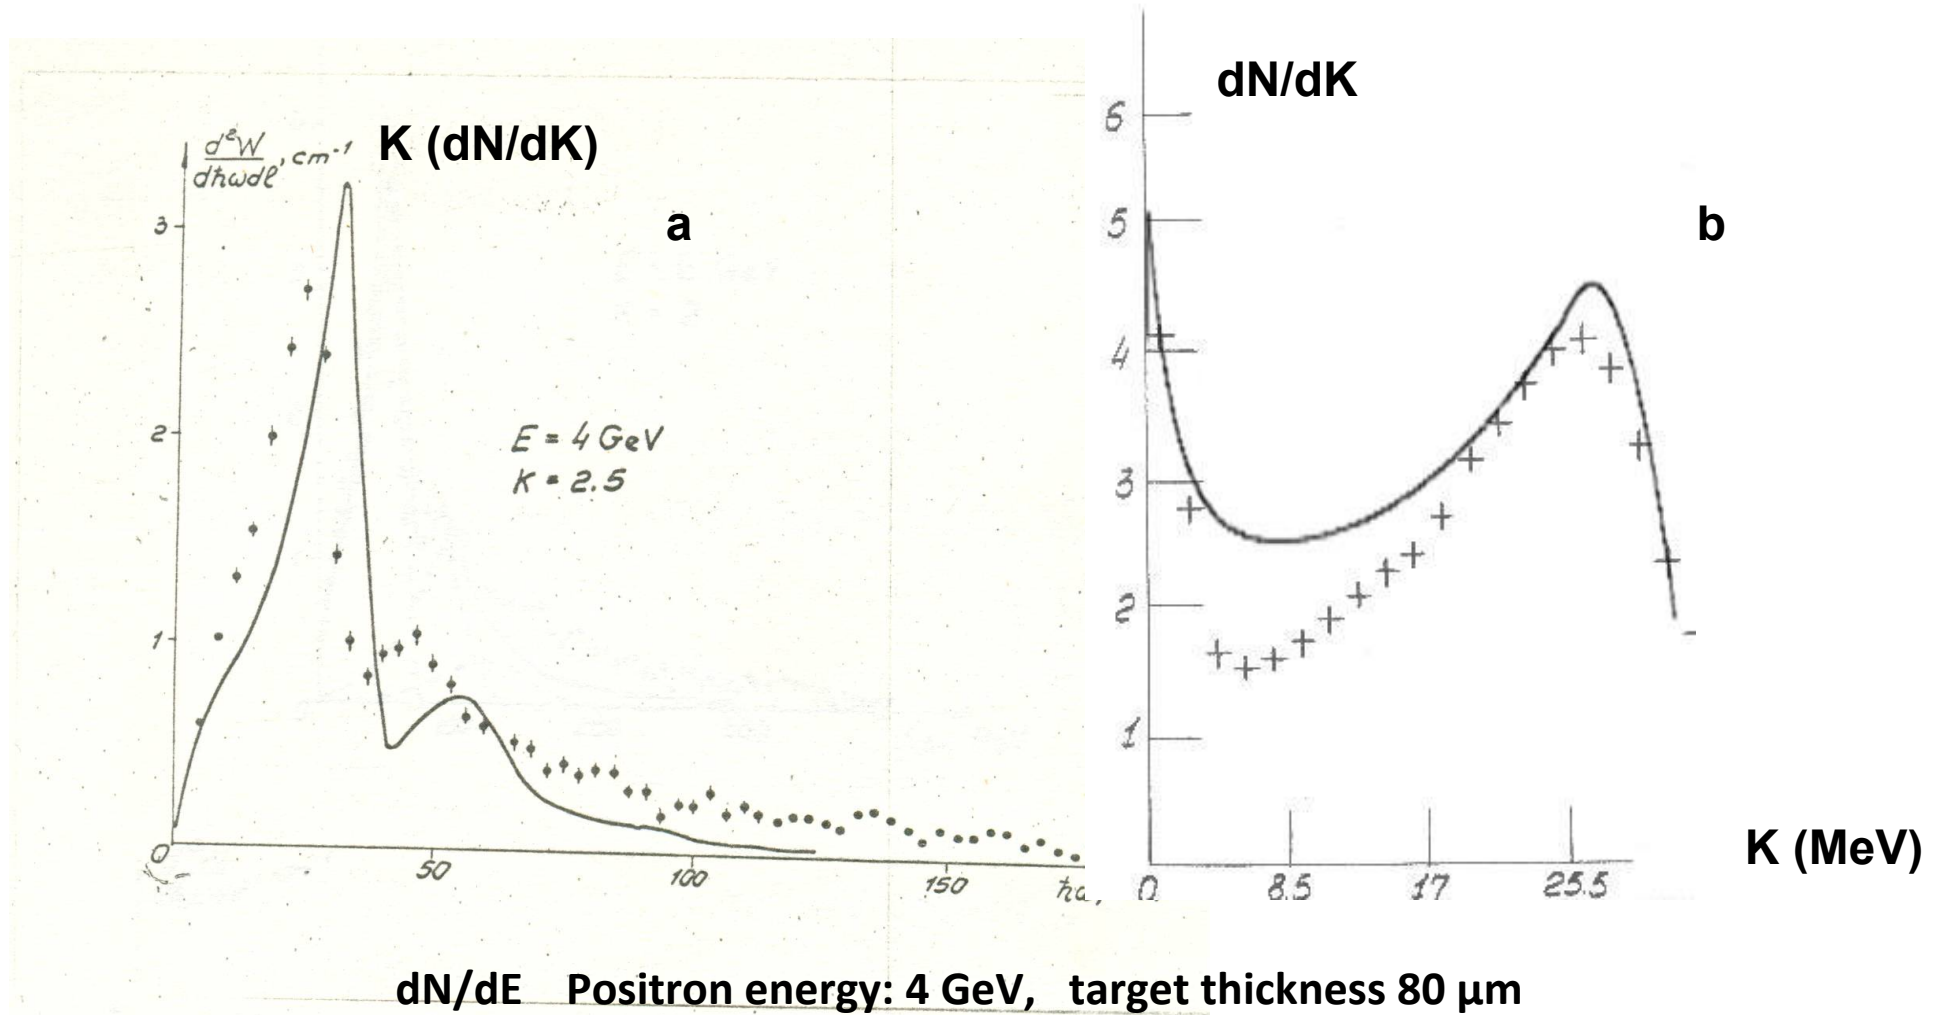 d²W
dħωdℓ, cm⁻¹
K (dN/dK)
a
3
2
1
0
E = 4 GeV
K = 2.5
50
100
150
dN/dK
b
6
5
4
3
2
1
0
8.5
17
25.5
K (MeV)
dN/dE Positron energy: 4 GeV, target thickness 80 µm